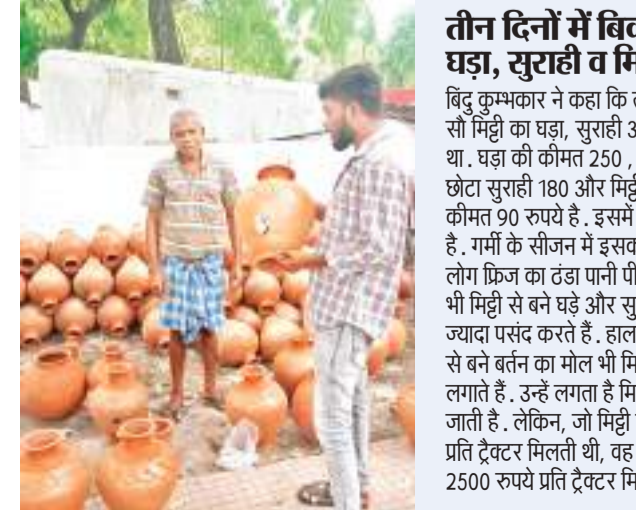 तीन दिनों में
घड़ा, सुराही व
बिंदु कुम्भकार ने कहा कि
सौ मिट्टी का घड़ा, सुराही
था. घड़ा की कीमत 250 ,
छोटा सुराही 180 और मिट्टी
कीमत 90 रुपये है. इसमें
है. गर्मी के सीजन में
लोग फ्रिज का ठंडा पानी
भी मिट्टी से बने घड़े और
ज्यादा पसंद करते हैं.
से बने बर्तन का मोल भी
लगाते हैं. उन्हें लगता है
जाती है. लेकिन, जो मिट्टी
प्रति ट्रैक्टर मिलती थी, वह
2500 रुपये प्रति ट्रैक्टर